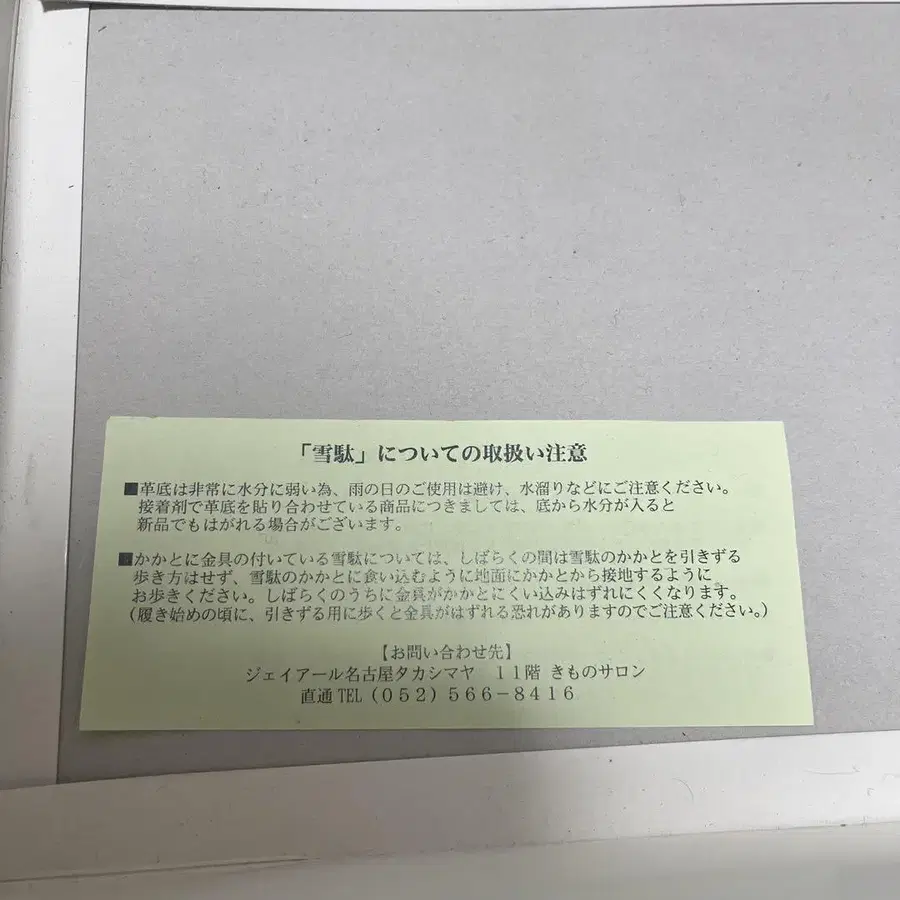 「雪駄」についての取扱い注意
■革底は非常に水分に弱い為、雨の日のご使用は避け、水溜りなどにご注意ください。
接着剤で革底を貼り合わせている商品につきましては、底から水分が入ると
新品でもはがれる場合がございます。
■かかとに金具の付いている雪駄については、しばらくの間は雪駄のかかとを引きずる
歩き方はせず、雪駄のかかとに食い込むように地面にかかとから接地するように
お歩きください。しばらくのうちに金具がかかとにくい込みはずれにくくなります。
(履き始めの頃に、引きずる用に歩くと金具がはずれる恐れがありますのでご注意ください。)
【お問い合わせ先】
ジェイアール名古屋タカシマヤ　11階 きものサロン
直通TEL(052)566-8416